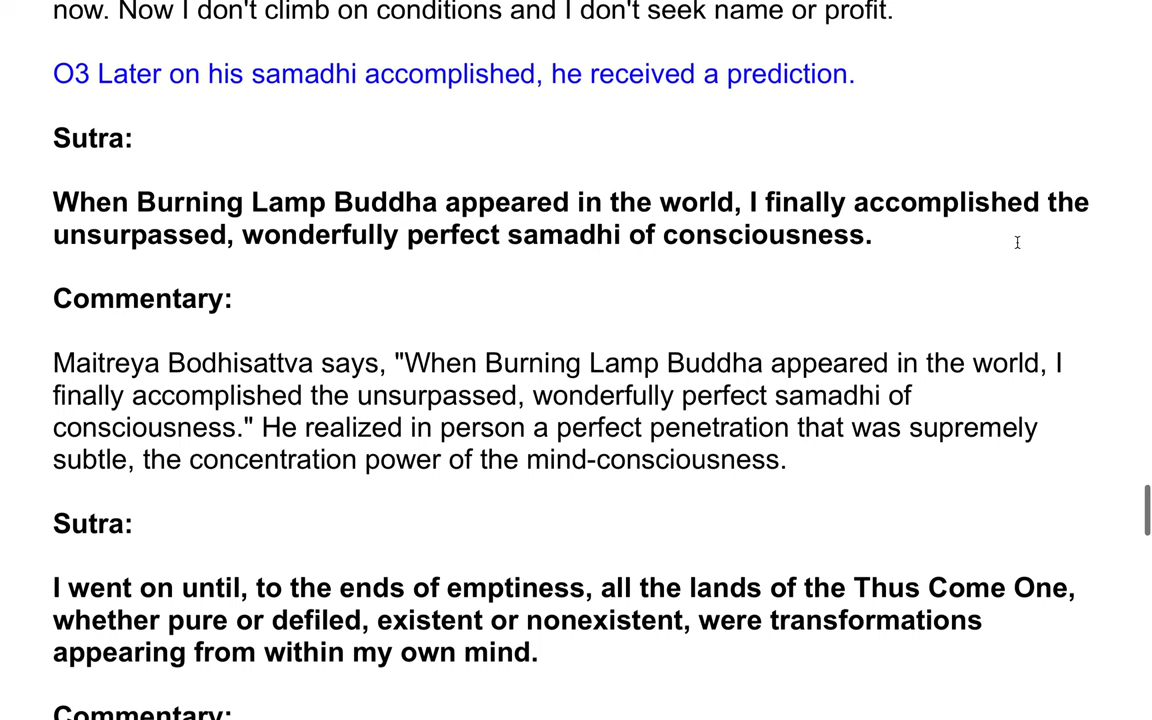 now. Now I don't climb on conditions and I don't seek name or profit.
O3 Later on his samadhi accomplished, he received a prediction.
Sutra:
When Burning Lamp Buddha appeared in the world, I finally accomplished the
unsurpassed, wonderfully perfect samadhi of consciousness.
Commentary:
Maitreya Bodhisattva says, "When Burning Lamp Buddha appeared in the world, I
finally accomplished the unsurpassed, wonderfully perfect samadhi of
consciousness." He realized in person a perfect penetration that was supremely
subtle, the concentration power of the mind-consciousness.
Sutra:
I went on until, to the ends of emptiness, all the lands of the Thus Come One,
whether pure or defiled, existent or nonexistent, were transformations
appearing from within my own mind.
Commentary: